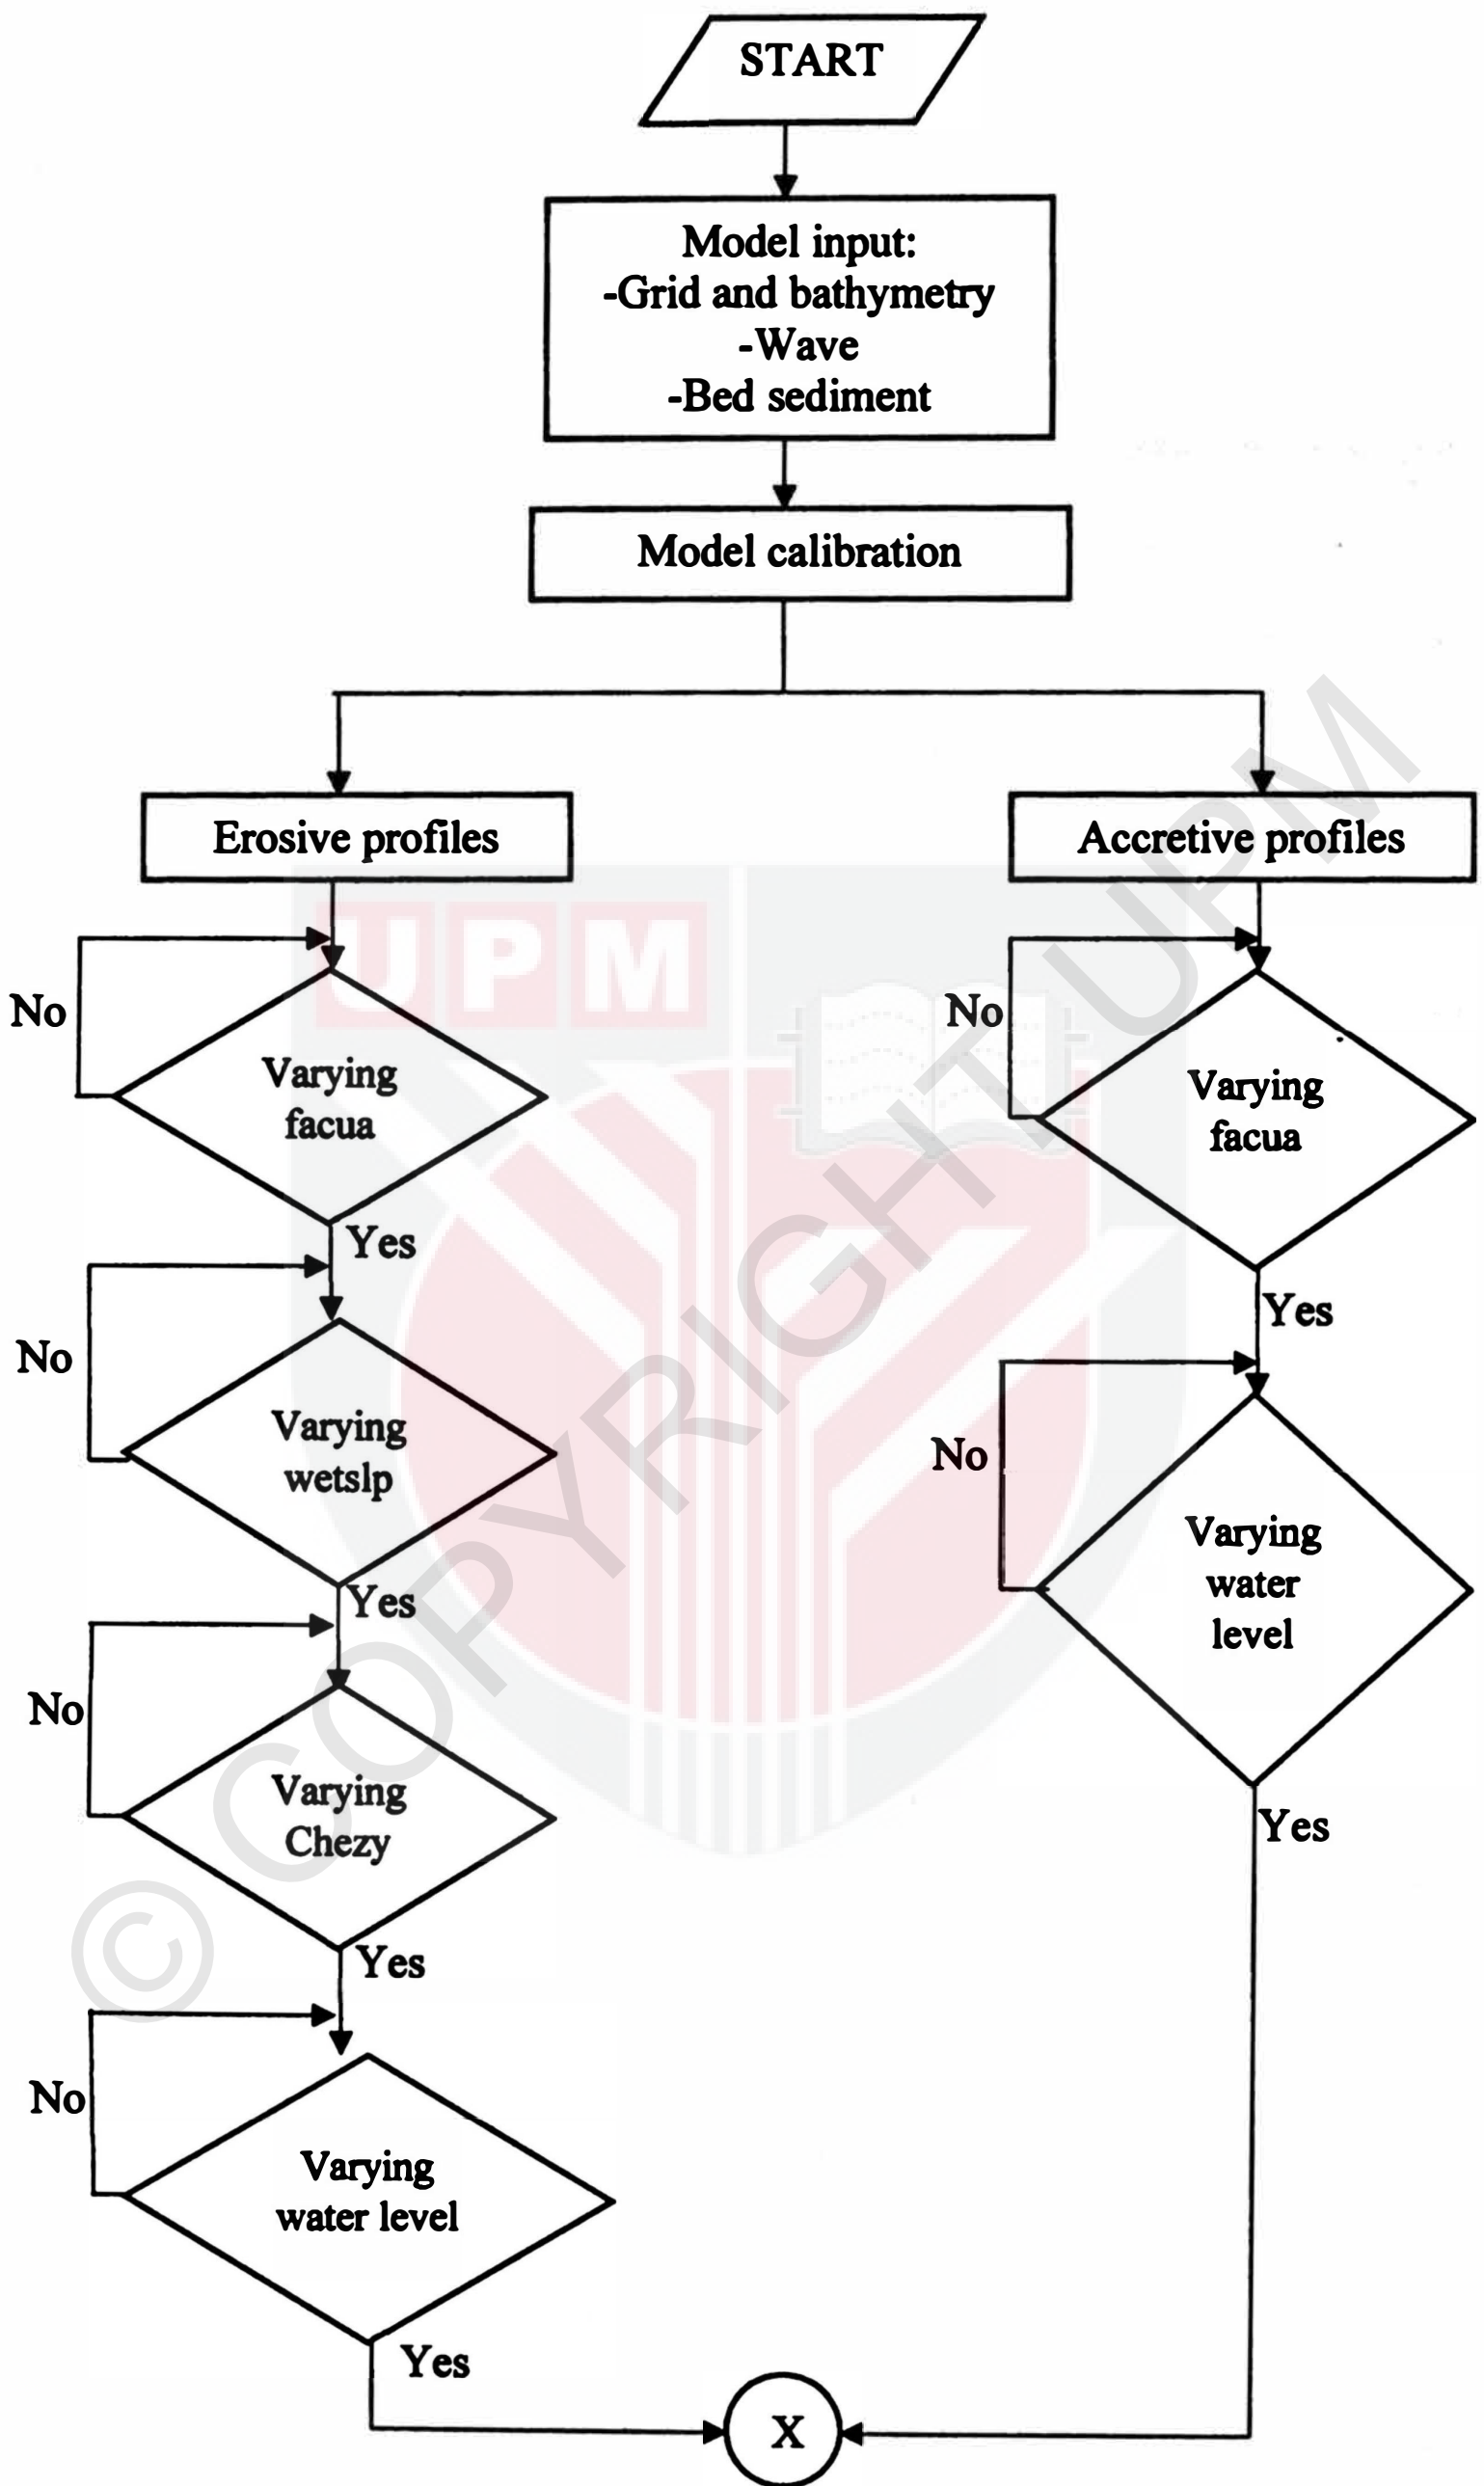 START
Model input:
-Grid and bathymetry
-Wave
-Bed sediment
Model calibration
Erosive profiles
Accretive profiles
UPM
No
Varying
facua
Yes
No
Varying
wetslp
Yes
No
Varying
Chezy
Yes
No
Varying
water level
Yes
No
Varying
facua
Yes
No
Varying
water
level
Yes
X
© COPYRIGHT UPM